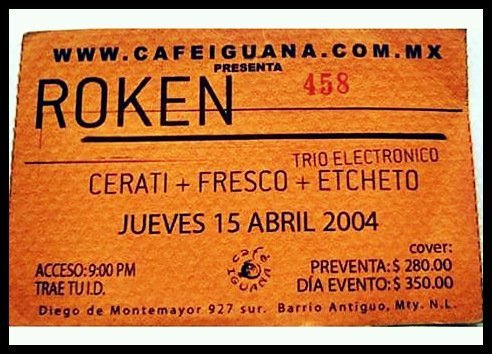 WWW.CAFEIGUANA.COM.MX
PRESENTA
ROKEN
458
TRIO ELECTRONICO
CERATI + FRESCO + ETCHETO
JUEVES 15 ABRIL 2004
café
IGUANA
cover:
ACCESO: 9:00 PM
PREVENTA: $ 280.00
TRAE TU I.D.
DÍA EVENTO: $ 350.00
Diego de Montemayor 927 sur. Barrio Antiguo, Mty. N.L.